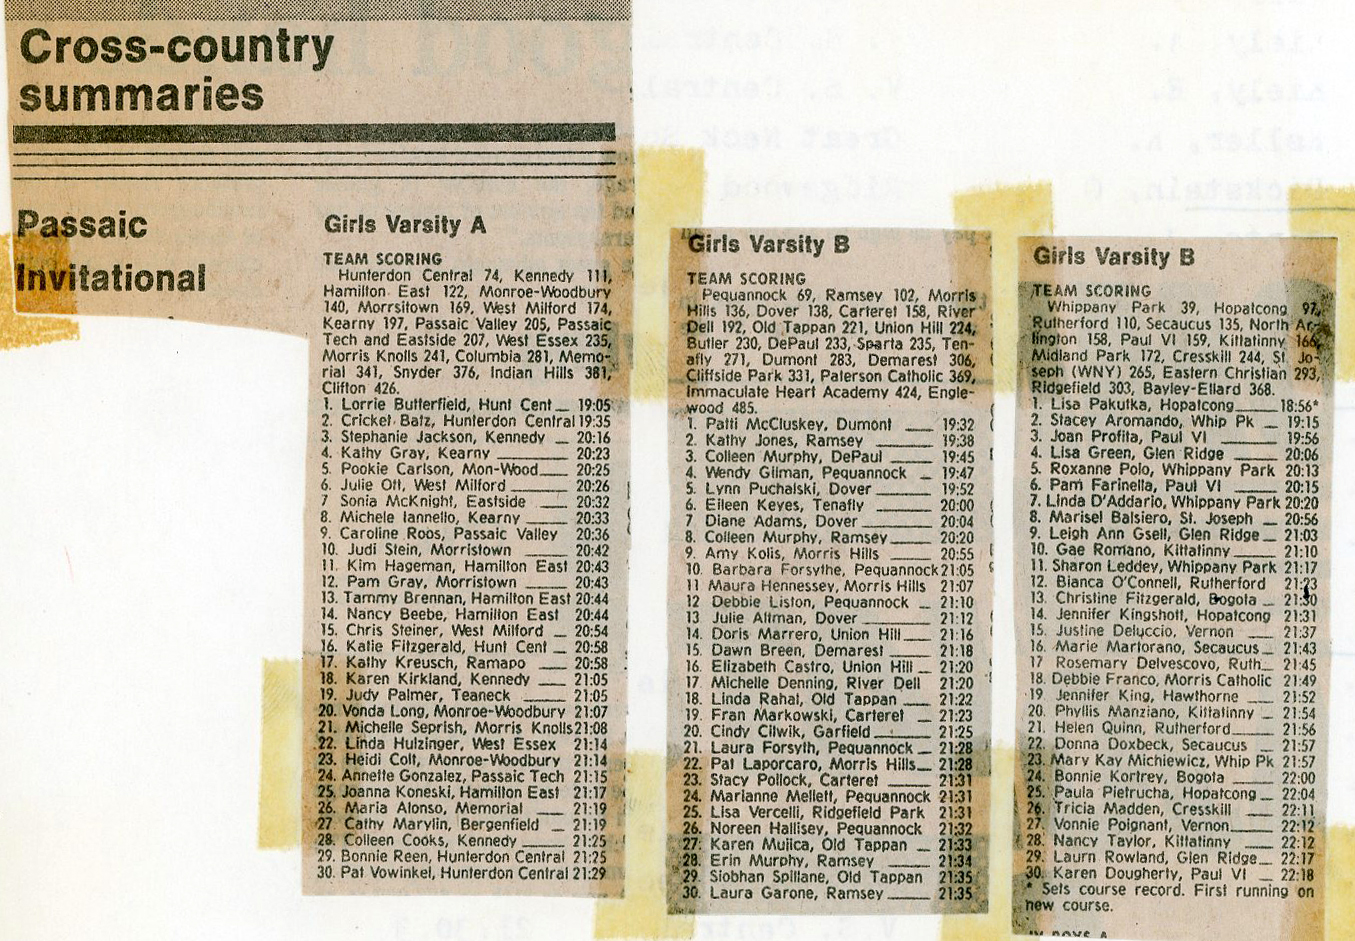 Cross-country
summaries
Passaic
Invitational
Girls Varsity A
TEAM SCORING
Hunterdon Central 74, Kennedy 111,
Hamilton East 122, Monroe-Woodbury
140, Morrsitown 169, West Milford 174,
Kearny 197, Passaic Valley 205, Passaic
Tech and Eastside 207, West Essex 235,
Morris Knolls 241, Columbia 281, Memo-
rial 341, Snyder 376, Indian Hills 381,
Clifton 426.
1. Lorrie Butterfield, Hunt Cent 19:05
2. Cricket Batz, Hunterdon Central 19:35
3. Stephanie Jackson, Kennedy 20:16
4. Kathy Gray, Kearny 20:23
5. Pookie Carlson, Mon-Wood 20:25
6. Julie Ott, West Milford 20:26
7 Sonia McKnight, Eastside 20:32
8. Michele Iannello, Kearny 20:33
9. Caroline Roos, Passaic Valley 20:36
10. Judi Stein, Morristown 20:42
11. Kim Hageman, Hamilton East 20:43
12. Pam Gray, Morristown 20:43
13. Tammy Brennan, Hamilton East 20:44
14. Nancy Beebe, Hamilton East 20:44
15. Chris Steiner, West Milford 20:54
16. Katie Fitzgerald, Hunt Cent 20:58
17. Kathy Kreusch, Ramapo 20:58
18. Karen Kirkland, Kennedy 21:05
19. Judy Palmer, Teaneck 21:05
20. Vonda Long, Monroe-Woodbury 21:07
21. Michelle Seprish, Morris Knolls 21:08
22. Linda Hulzinger, West Essex 21:14
23. Heidi Colt, Monroe-Woodbury 21:14
24. Annette Gonzalez, Passaic Tech 21:15
25. Joanna Koneski, Hamilton East 21:17
26. Maria Alonso, Memorial 21:19
27 Cathy Marylin, Bergenfield 21:19
28. Colleen Cooks, Kennedy 21:25
29. Bonnie Reen, Hunterdon Central 21:25
30. Pat Vowinkel, Hunterdon Central 21:29
Girls Varsity B
TEAM SCORING
Pequannock 69, Ramsey 102, Morris
Hills 136, Dover 138, Carteret 158, River
Dell 192, Old Tappan 221, Union Hill 224,
Butler 230, DePaul 233, Sparta 235, Ten-
afly 271, Dumont 283, Demarest 306,
Cliffside Park 331, Paterson Catholic 369,
Immaculate Heart Academy 424, Engle-
wood 485.
1. Patti McCluskey, Dumont 19:32
2. Kathy Jones, Ramsey 19:38
3. Colleen Murphy, DePaul 19:45
4. Wendy Gilman, Pequannock 19:47
5. Lynn Puchalski, Dover 19:52
6. Eileen Keyes, Tenafly 20:00
7 Diane Adams, Dover 20:04
8. Colleen Murphy, Ramsey 20:20
9. Amy Kolis, Morris Hills 20:55
10. Barbara Forsythe, Pequannock 21:05
11 Maura Hennessey, Morris Hills 21:07
12 Debbie Liston, Pequannock 21:10
13 Julie Altman, Dover 21:12
14. Doris Marrero, Union Hill 21:16
15. Dawn Breen, Demarest 21:18
16. Elizabeth Castro, Union Hill 21:20
17. Michelle Denning, River Dell 21:20
18. Linda Rahal, Old Tappan 21:22
19. Fran Markowski, Carteret 21:23
20. Cindy Cilwik, Garfield 21:25
21. Laura Forsyth, Pequannock 21:28
22. Pat Laporcaro, Morris Hills 21:28
23. Stacy Pollock, Carteret 21:31
24. Marianne Mellett, Pequannock 21:31
25. Lisa Vercelli, Ridgefield Park 21:31
26. Noreen Hallisey, Pequannock 21:32
27. Karen Mujica, Old Tappan 21:33
28. Erin Murphy, Ramsey 21:34
29. Siobhan Spillane, Old Tappan 21:35
30. Laura Garone, Ramsey 21:35
Girls Varsity B
TEAM SCORING
Whippany Park 39, Hopatcong 97,
Rutherford 110, Secaucus 135, North Ar-
lington 158, Paul VI 159, Kittatinny 166,
Midland Park 172, Cresskill 244, St. Jo-
seph (WNY) 265, Eastern Christian 293,
Ridgefield 303, Bayley-Ellard 368.
1. Lisa Pakutka, Hopatcong 18:56*
2. Stacey Aromando, Whip Pk 19:15
3. Joan Profita, Paul VI 19:56
4. Lisa Green, Glen Ridge 20:06
5. Roxanne Polo, Whippany Park 20:13
6. Pam Farinella, Paul VI 20:15
7. Linda D'Addario, Whippany Park 20:20
8. Marisel Balsiero, St. Joseph 20:56
9. Leigh Ann Gsell, Glen Ridge 21:03
10. Gae Romano, Kittatinny 21:10
11. Sharon Leddey, Whippany Park 21:17
12. Bianca O'Connell, Rutherford 21:23
13. Christine Fitzgerald, Bogota 21:30
14. Jennifer Kingshott, Hopatcong 21:31
15. Justine Deluccio, Vernon 21:37
16. Marie Martorano, Secaucus 21:43
17 Rosemary Delvescovo, Ruth 21:45
18. Debbie Franco, Morris Catholic 21:49
19. Jennifer King, Hawthorne 21:52
20. Phyllis Manziano, Kittatinny 21:54
21. Helen Quinn, Rutherford 21:56
22. Donna Doxbeck, Secaucus 21:57
23. Mary Kay Michiewicz, Whip Pk 21:57
24. Bonnie Kortrey, Bogota 22:00
25. Paula Pietrucha, Hopatcong 22:04
26. Tricia Madden, Cresskill 22:11
27. Vonnie Poignant, Vernon 22:12
28. Nancy Taylor, Kittatinny 22:12
29. Laurn Rowland, Glen Ridge 22:17
30. Karen Dougherty, Paul VI 22:18
* Sets course record. First running on
new course.